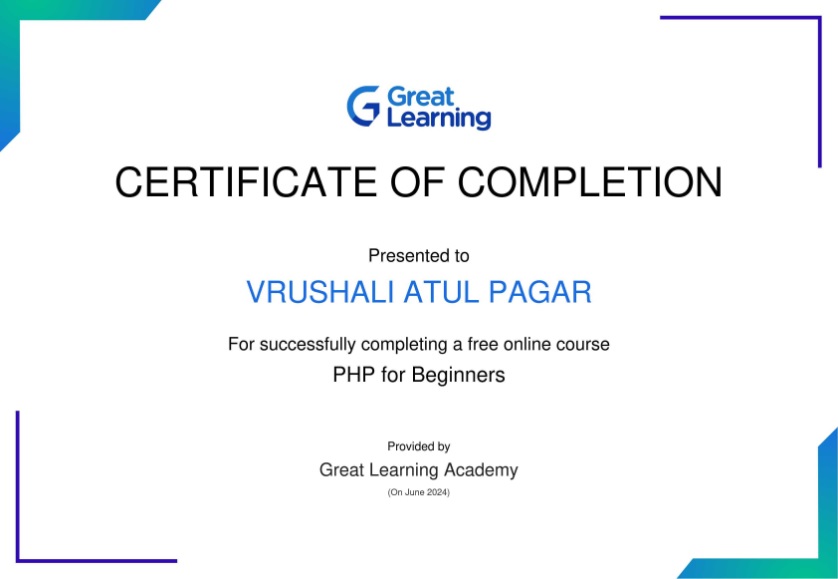 Great
Learning
CERTIFICATE OF COMPLETION
Presented to
VRUSHALI ATUL PAGAR
For successfully completing a free online course
PHP for Beginners
Provided by
Great Learning Academy
(On June 2024)